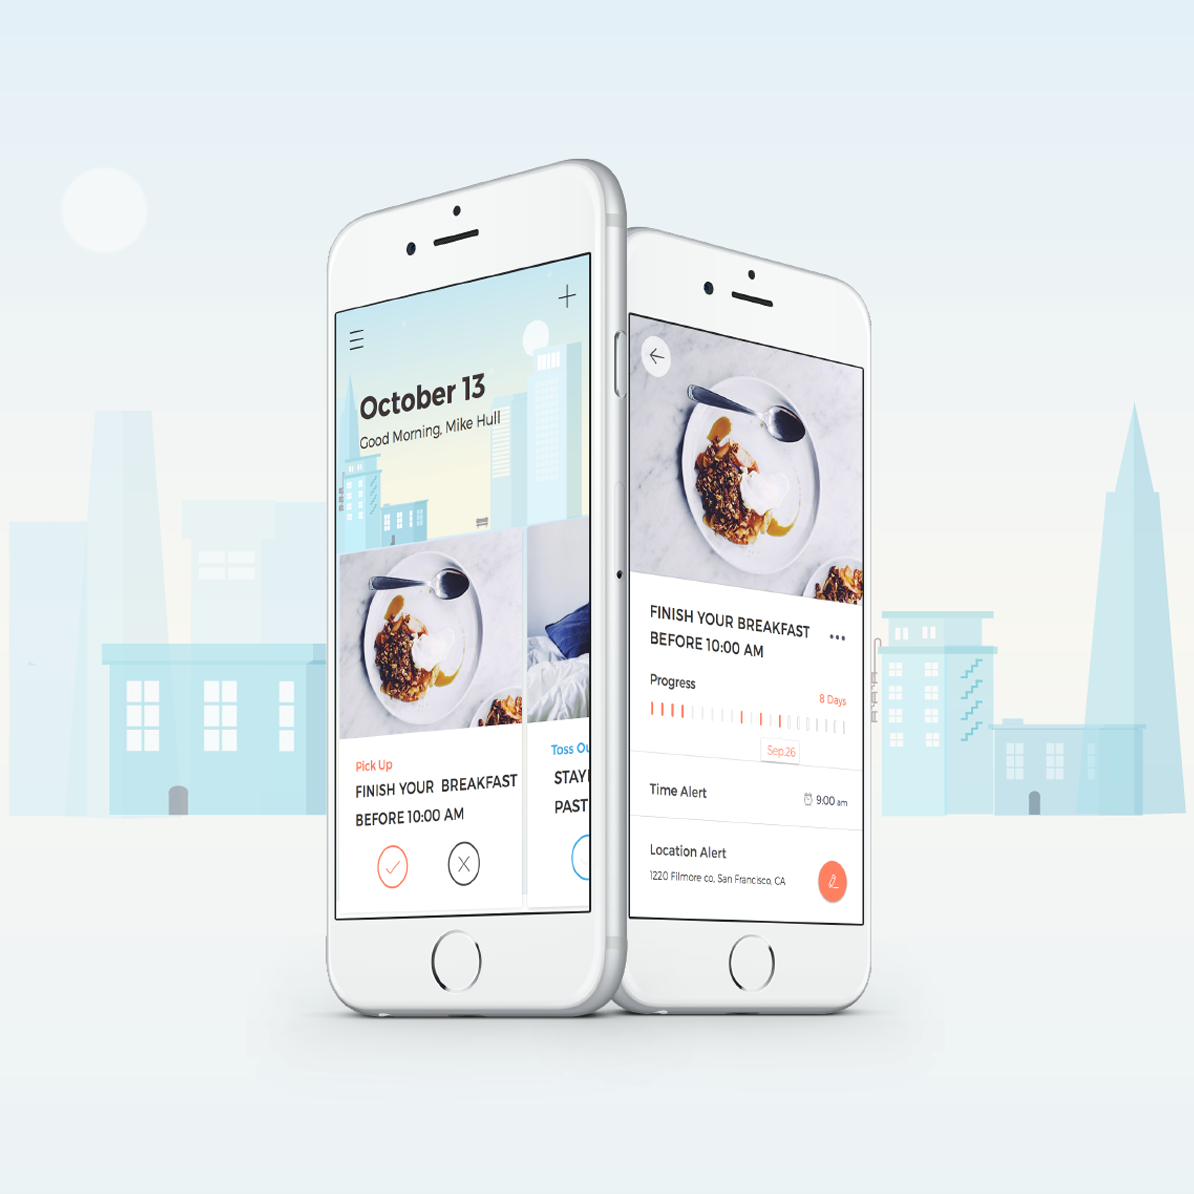 October 13
Good Morning, Mike Hull
Pick Up
FINISH YOUR BREAKFAST
BEFORE 10:00 AM
Toss
PAST
FINISH YOUR BREAKFAST
BEFORE 10:00 AM
Progress
8 Days
Sep.26
Time Alert
9:00 am
Location Alert
1220 Filmore co, San Francisco, CA